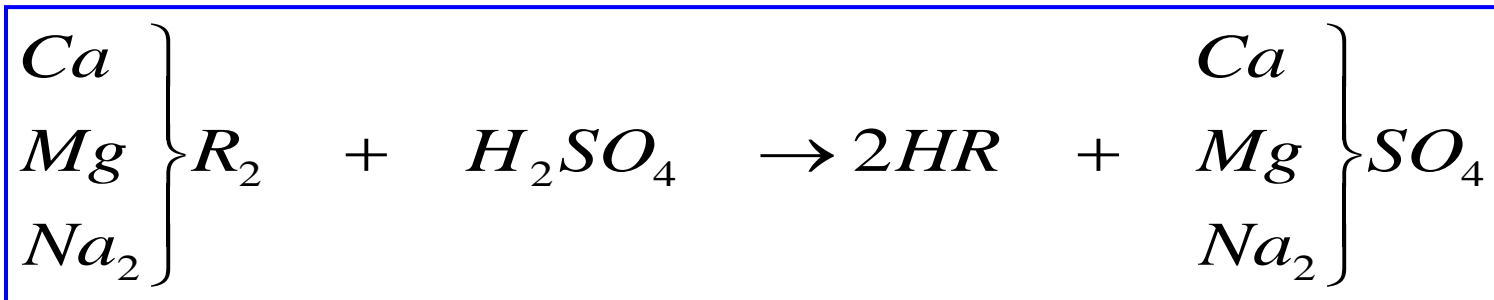 Ca Ca
Mg } R₂ + H₂SO₄ → 2HR + Mg } SO₄
Na₂ Na₂